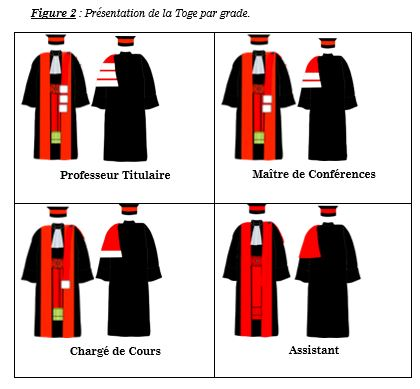 Figure 2 : Présentation de la Toge par grade.
Professeur Titulaire
Maître de Conférences
Chargé de Cours
Assistant